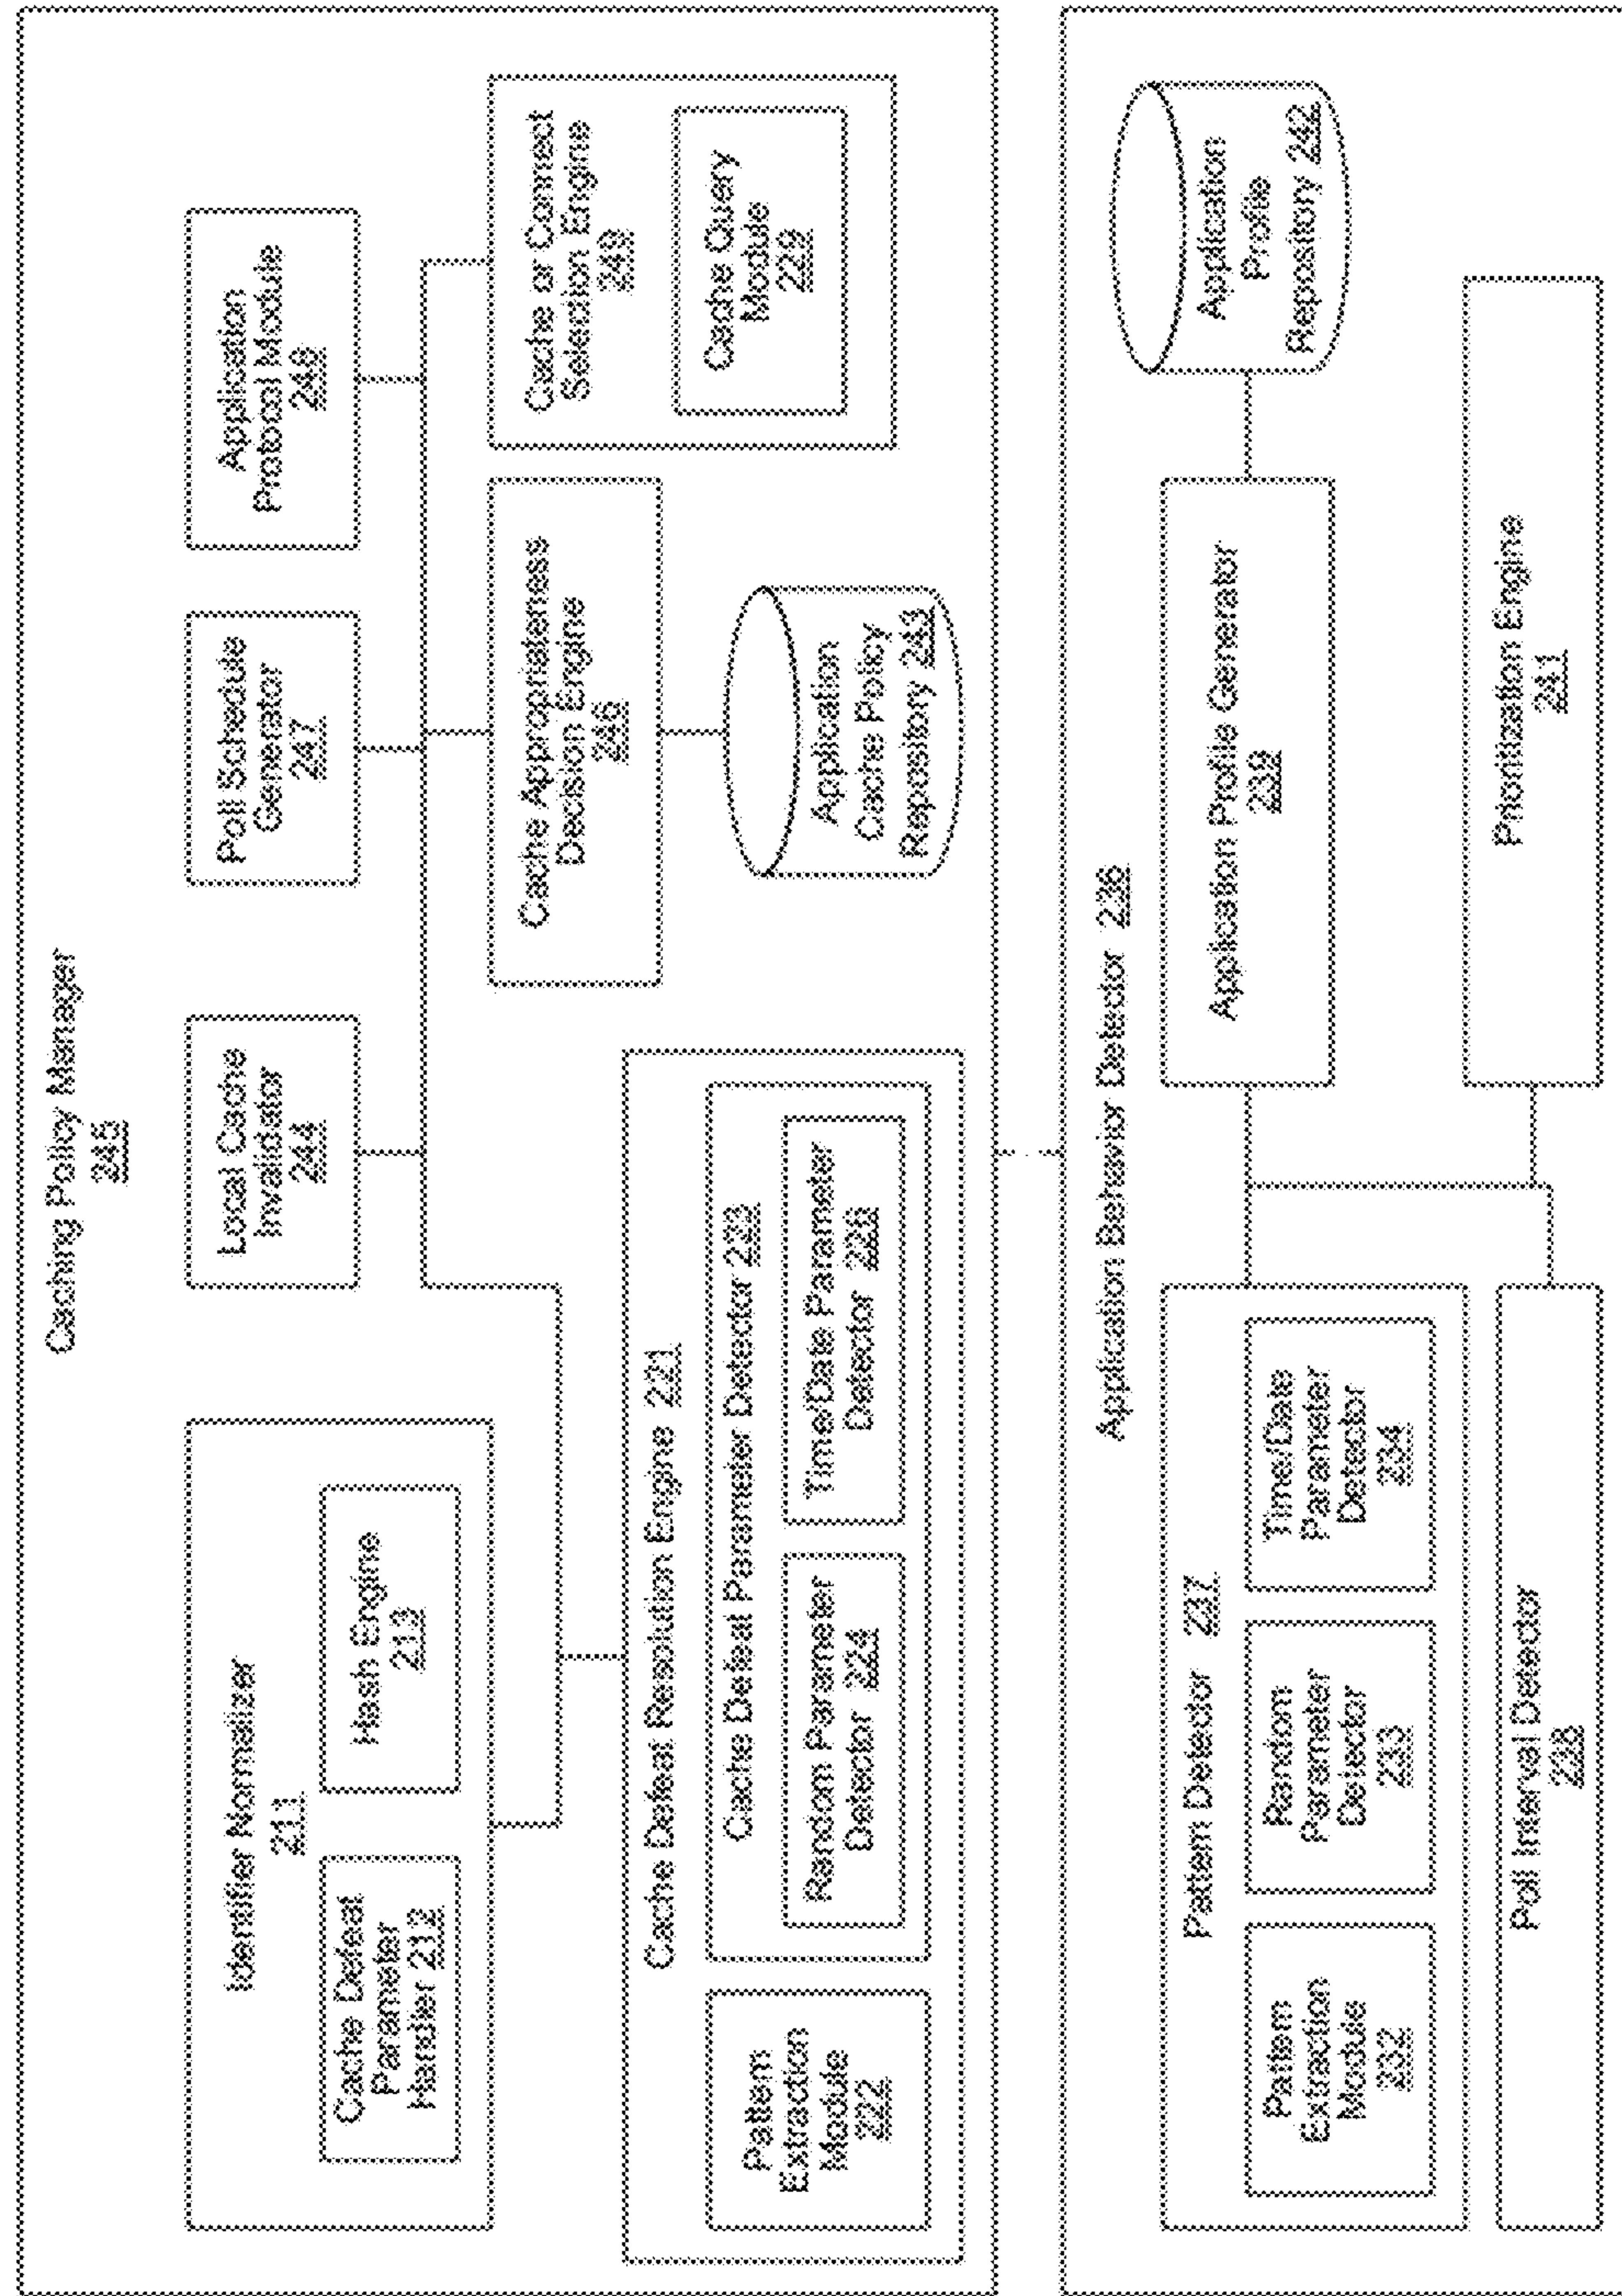 Caching Policy Manager
245
Identifier Normalizer
211
Cache Defeat
Parameter
Handler 212
Hash Engine
213
Local Cache
Invalidator
244
Poll Schedule
Generator
247
Application
Protocol Module
248
Cache Appropriateness
Decision Engine
246
Cache or Connect
Selection Engine
249
Cache Query
Module
229
Application
Cache Policy
Repository 243
Cache Defeat Resolution Engine 221
Pattern
Extraction
Module
222
Cache Defeat Parameter Detector 223
Random Parameter
Detector 224
Time/Date Parameter
Detector 226
Application Behavior Detector 236
Pattern Detector 237
Pattern
Extraction
Module
232
Random
Parameter
Detector
233
Time/Date
Parameter
Detector
234
Poll Interval Detector
238
Application Profile Generator
239
Application
Profile
Repository 242
Prioritization Engine
241